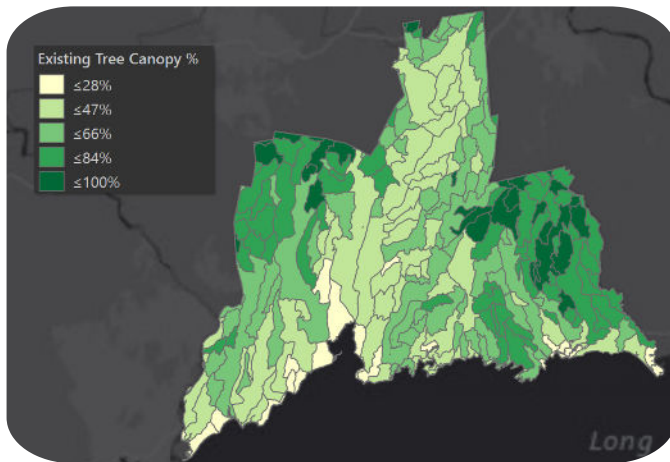 Existing Tree Canopy %
≤28%
≤47%
≤66%
≤84%
≤100%
Long